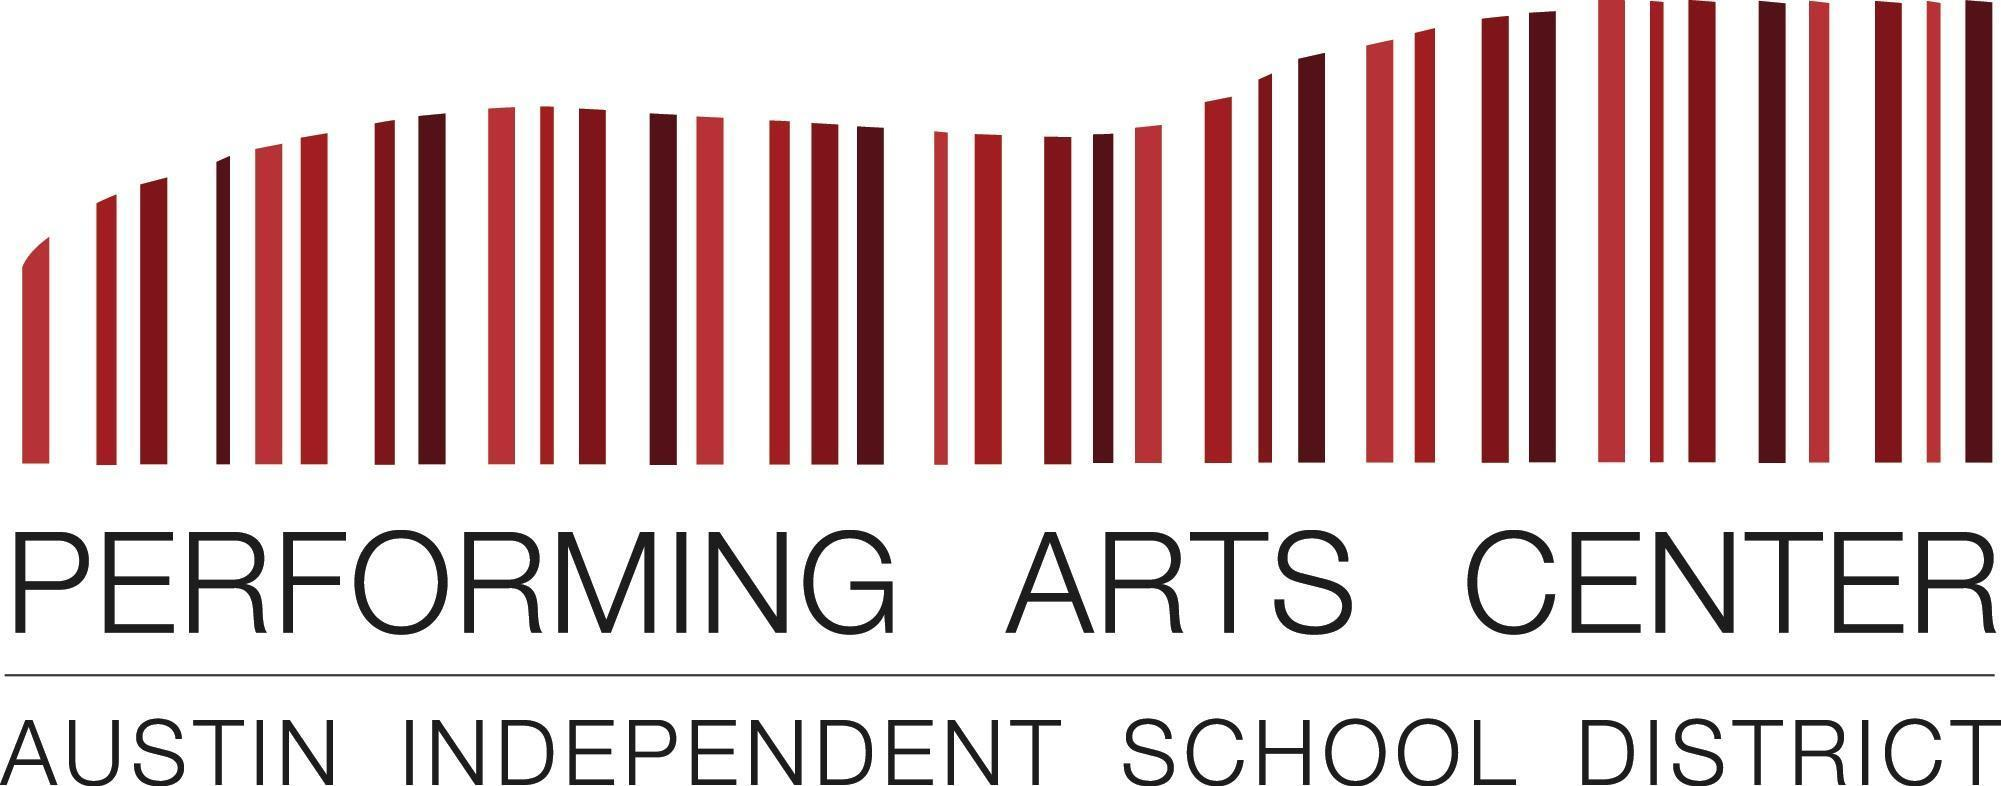 PERFORMING ARTS CENTER
AUSTIN INDEPENDENT SCHOOL DISTRICT